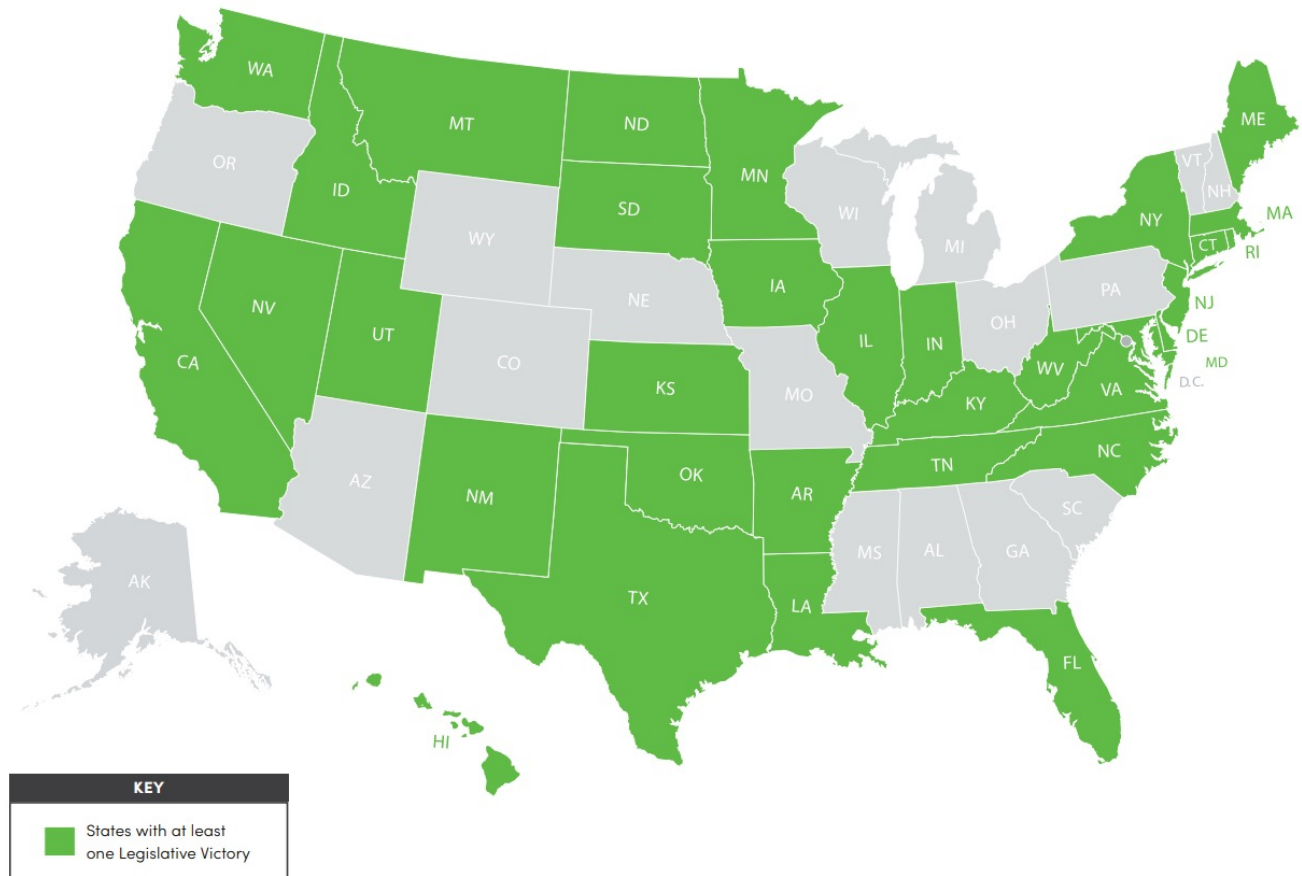 WA
MT
ND
MN
ME
VT
NH
OR
ID
SD
WI
MI
NY
MA
CT
RI
WY
IA
NE
PA
NJ
NV
UT
CO
IL
IN
OH
DE
CA
KS
MO
WV
MD
VA
D.C.
KY
AZ
NM
OK
AR
TN
NC
SC
MS
AL
GA
AK
TX
LA
FL
HI
KEY
States with at least
one Legislative Victory